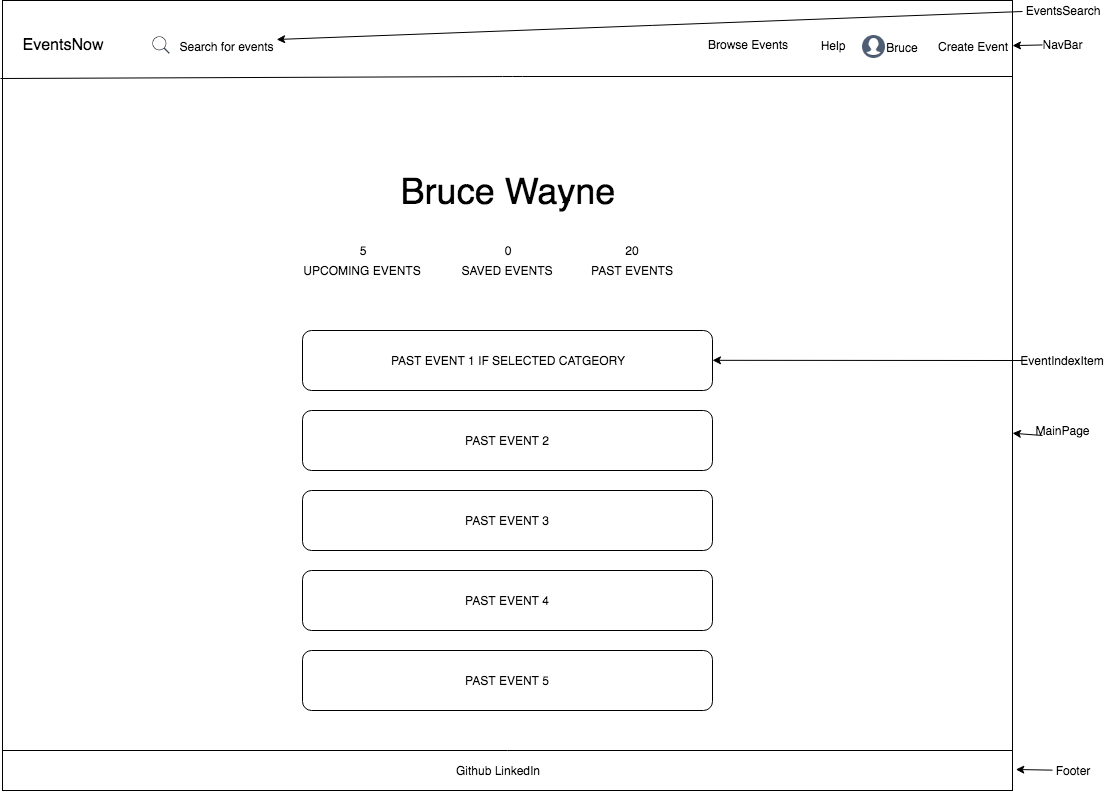 EventsSearch
EventsNow
Search for events
Browse Events
Help
Bruce
Create Event
NavBar
Bruce Wayne
5
0
20
UPCOMING EVENTS
SAVED EVENTS
PAST EVENTS
PAST EVENT 1 IF SELECTED CATGEORY
EventIndexItem
MainPage
PAST EVENT 2
PAST EVENT 3
PAST EVENT 4
PAST EVENT 5
Github LinkedIn
Footer